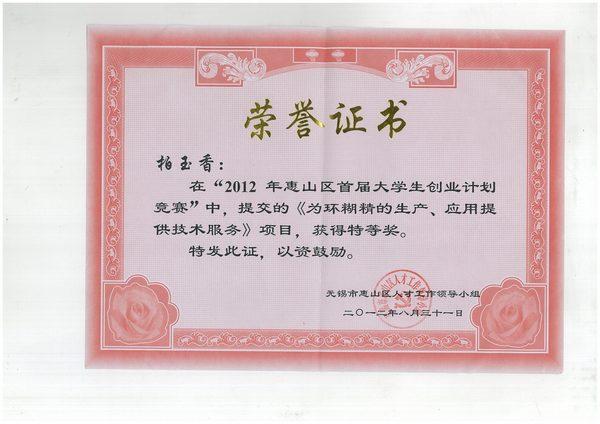 荣誉证书
柏玉香：
在“2012 年惠山区首届大学生创业计划
竞赛”中，提交的《为环糊精的生产、应用提
供技术服务》项目，获得特等奖。
特发此证，以资鼓励。
无锡市惠山区人才工作领导小组
二〇一二年八月三十一日